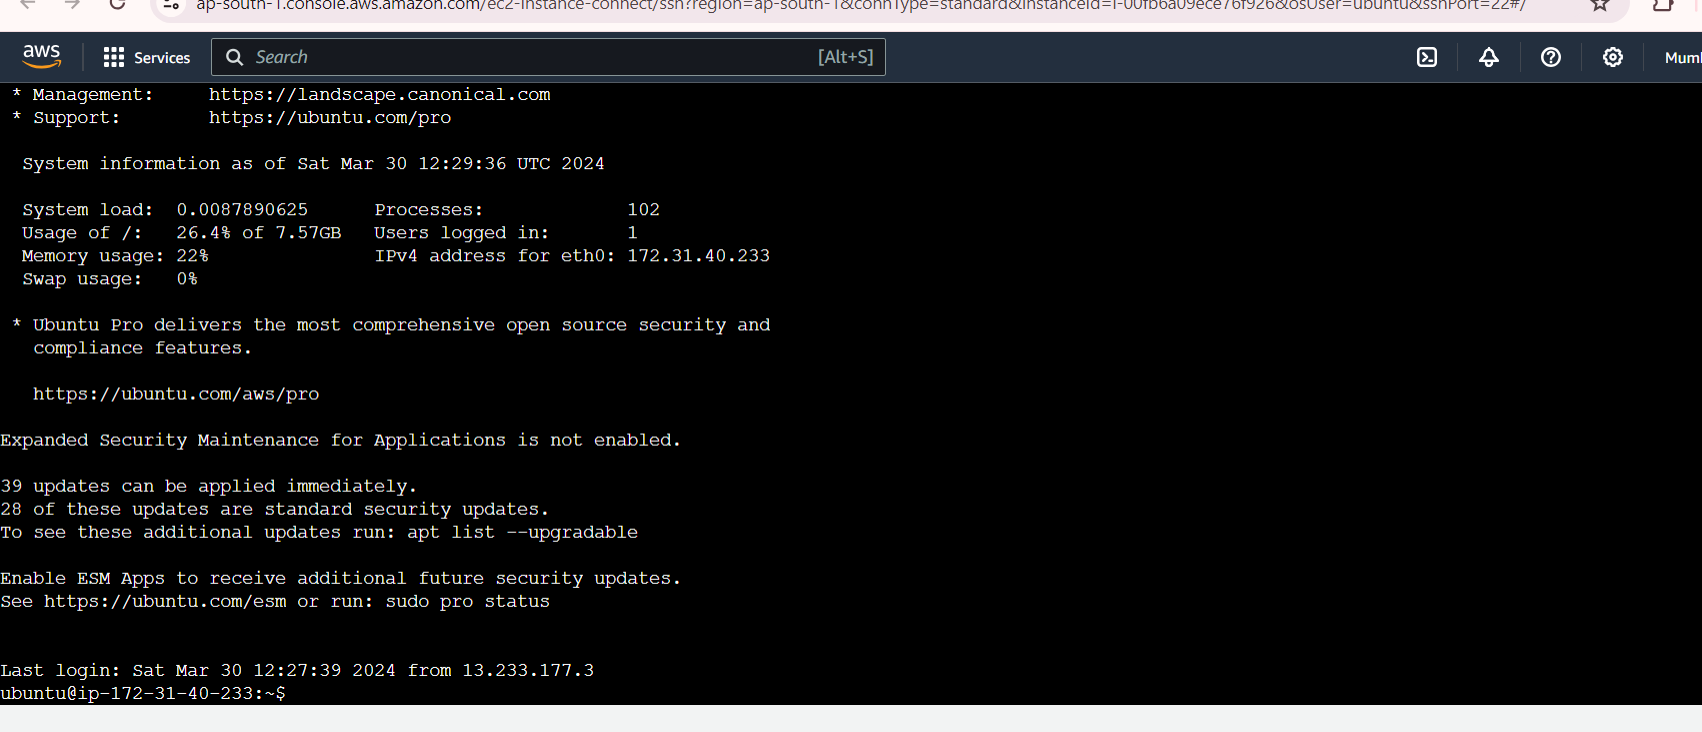 ap-south-1.console.aws.amazon.com/ec2-instance-connect/ssh?region=ap-south-1&connType=standard&instanceId=i-00fb6a09ece76f926&osUser=ubuntu&sshPort=22#/
aws Services Search [Alt+S] Mum
* Management: https://landscape.canonical.com
* Support: https://ubuntu.com/pro
System information as of Sat Mar 30 12:29:36 UTC 2024
System load: 0.0087890625 Processes: 102
Usage of /: 26.4% of 7.57GB Users logged in: 1
Memory usage: 22% IPv4 address for eth0: 172.31.40.233
Swap usage: 0%
* Ubuntu Pro delivers the most comprehensive open source security and
compliance features.
https://ubuntu.com/aws/pro
Expanded Security Maintenance for Applications is not enabled.
39 updates can be applied immediately.
28 of these updates are standard security updates.
To see these additional updates run: apt list --upgradable
Enable ESM Apps to receive additional future security updates.
See https://ubuntu.com/esm or run: sudo pro status
Last login: Sat Mar 30 12:27:39 2024 from 13.233.177.3
ubuntu@ip-172-31-40-233:~$